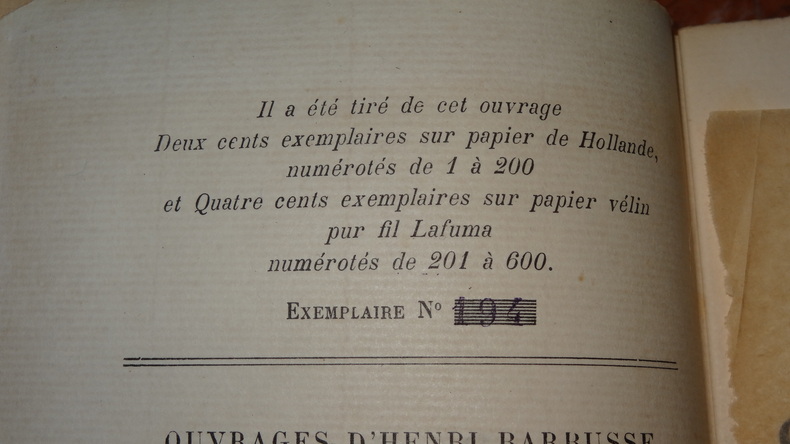 Il a été tiré de cet ouvrage
Deux cents exemplaires sur papier de Hollande,
numérotés de 1 à 200
et Quatre cents exemplaires sur papier vélin
pur fil Lafuma
numérotés de 201 à 600.
EXEMPLAIRE Nº 194
OUVRAGES D'HENRI BARBUSSE